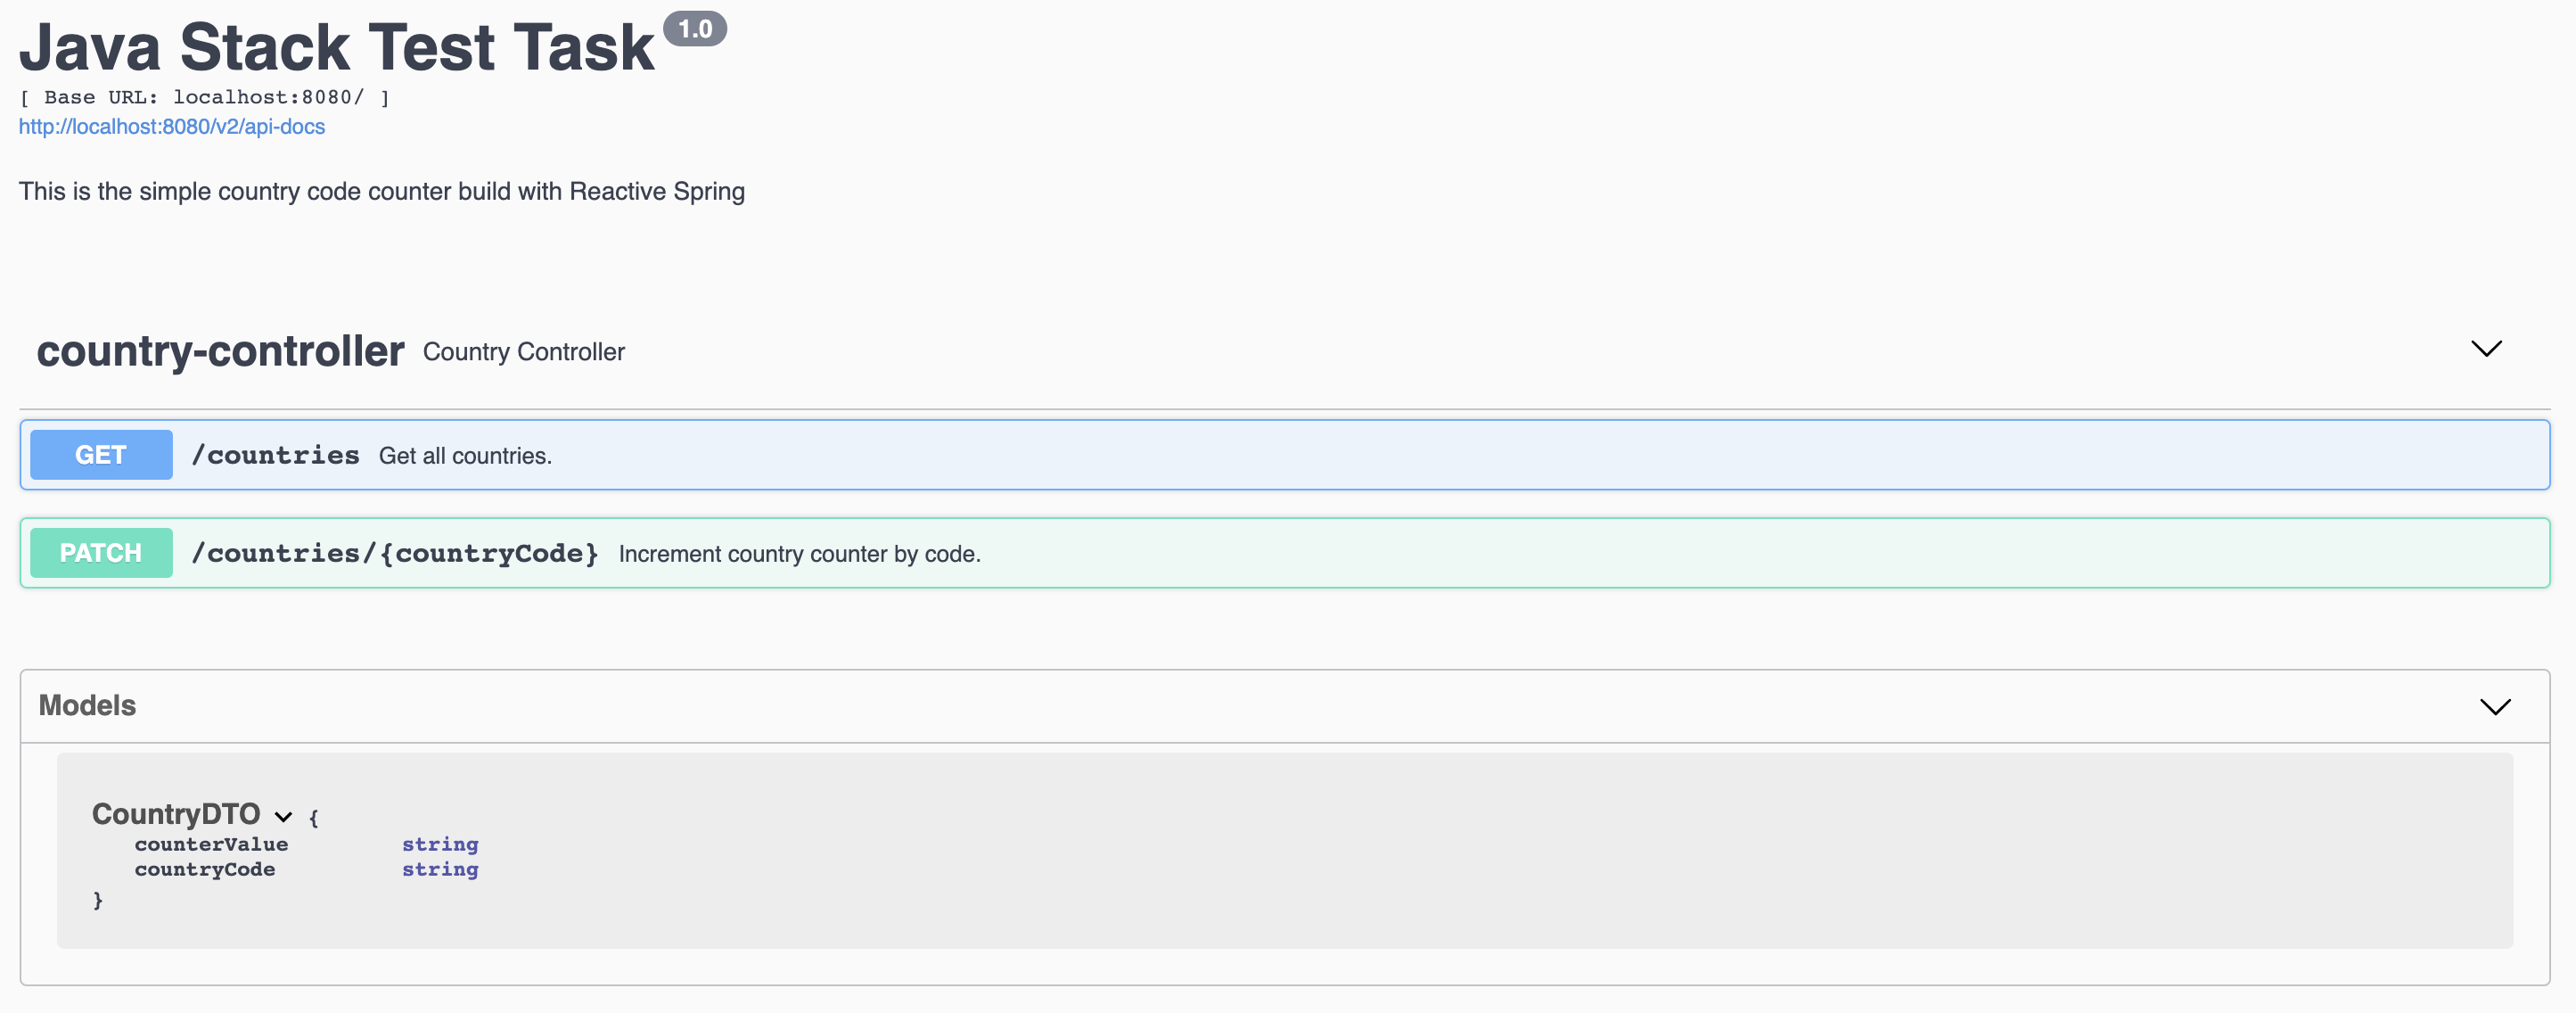 Java Stack Test Task 1.0
[ Base URL: localhost:8080/ ]
http://localhost:8080/v2/api-docs
This is the simple country code counter build with Reactive Spring
country-controller Country Controller
GET /countries Get all countries.
PATCH /countries/{countryCode} Increment country counter by code.
Models
CountryDTO {
counterValue string
countryCode string
}